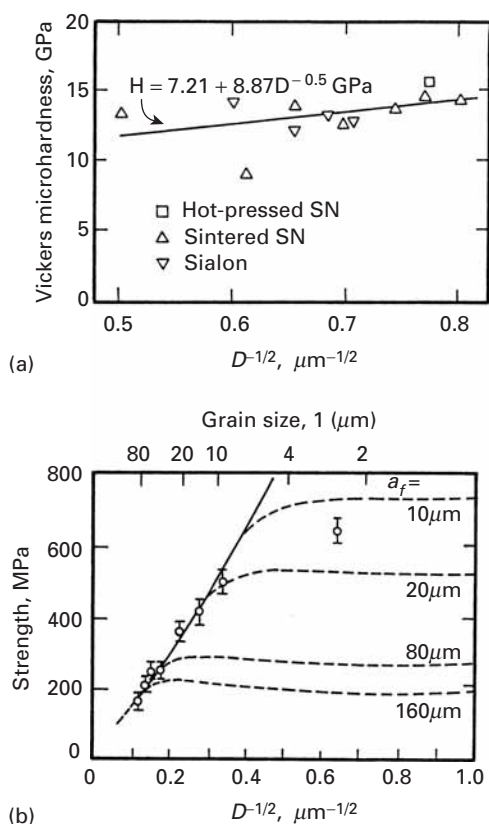 Vickers microhardness, GPa
20
15
10
5
0
H = 7.21 + 8.87D⁻⁰·⁵ GPa
□ Hot-pressed SN
△ Sintered SN
▽ Sialon
0.5 0.6 0.7 0.8
D⁻¹/², μm⁻¹/²
(a)
Grain size, 1 (μm)
80 20 10 4 2
Strength, MPa
800
600
400
200
0
a_f =
10μm
20μm
80μm
160μm
0 0.2 0.4 0.6 0.8 1.0
D⁻¹/², μm⁻¹/²
(b)